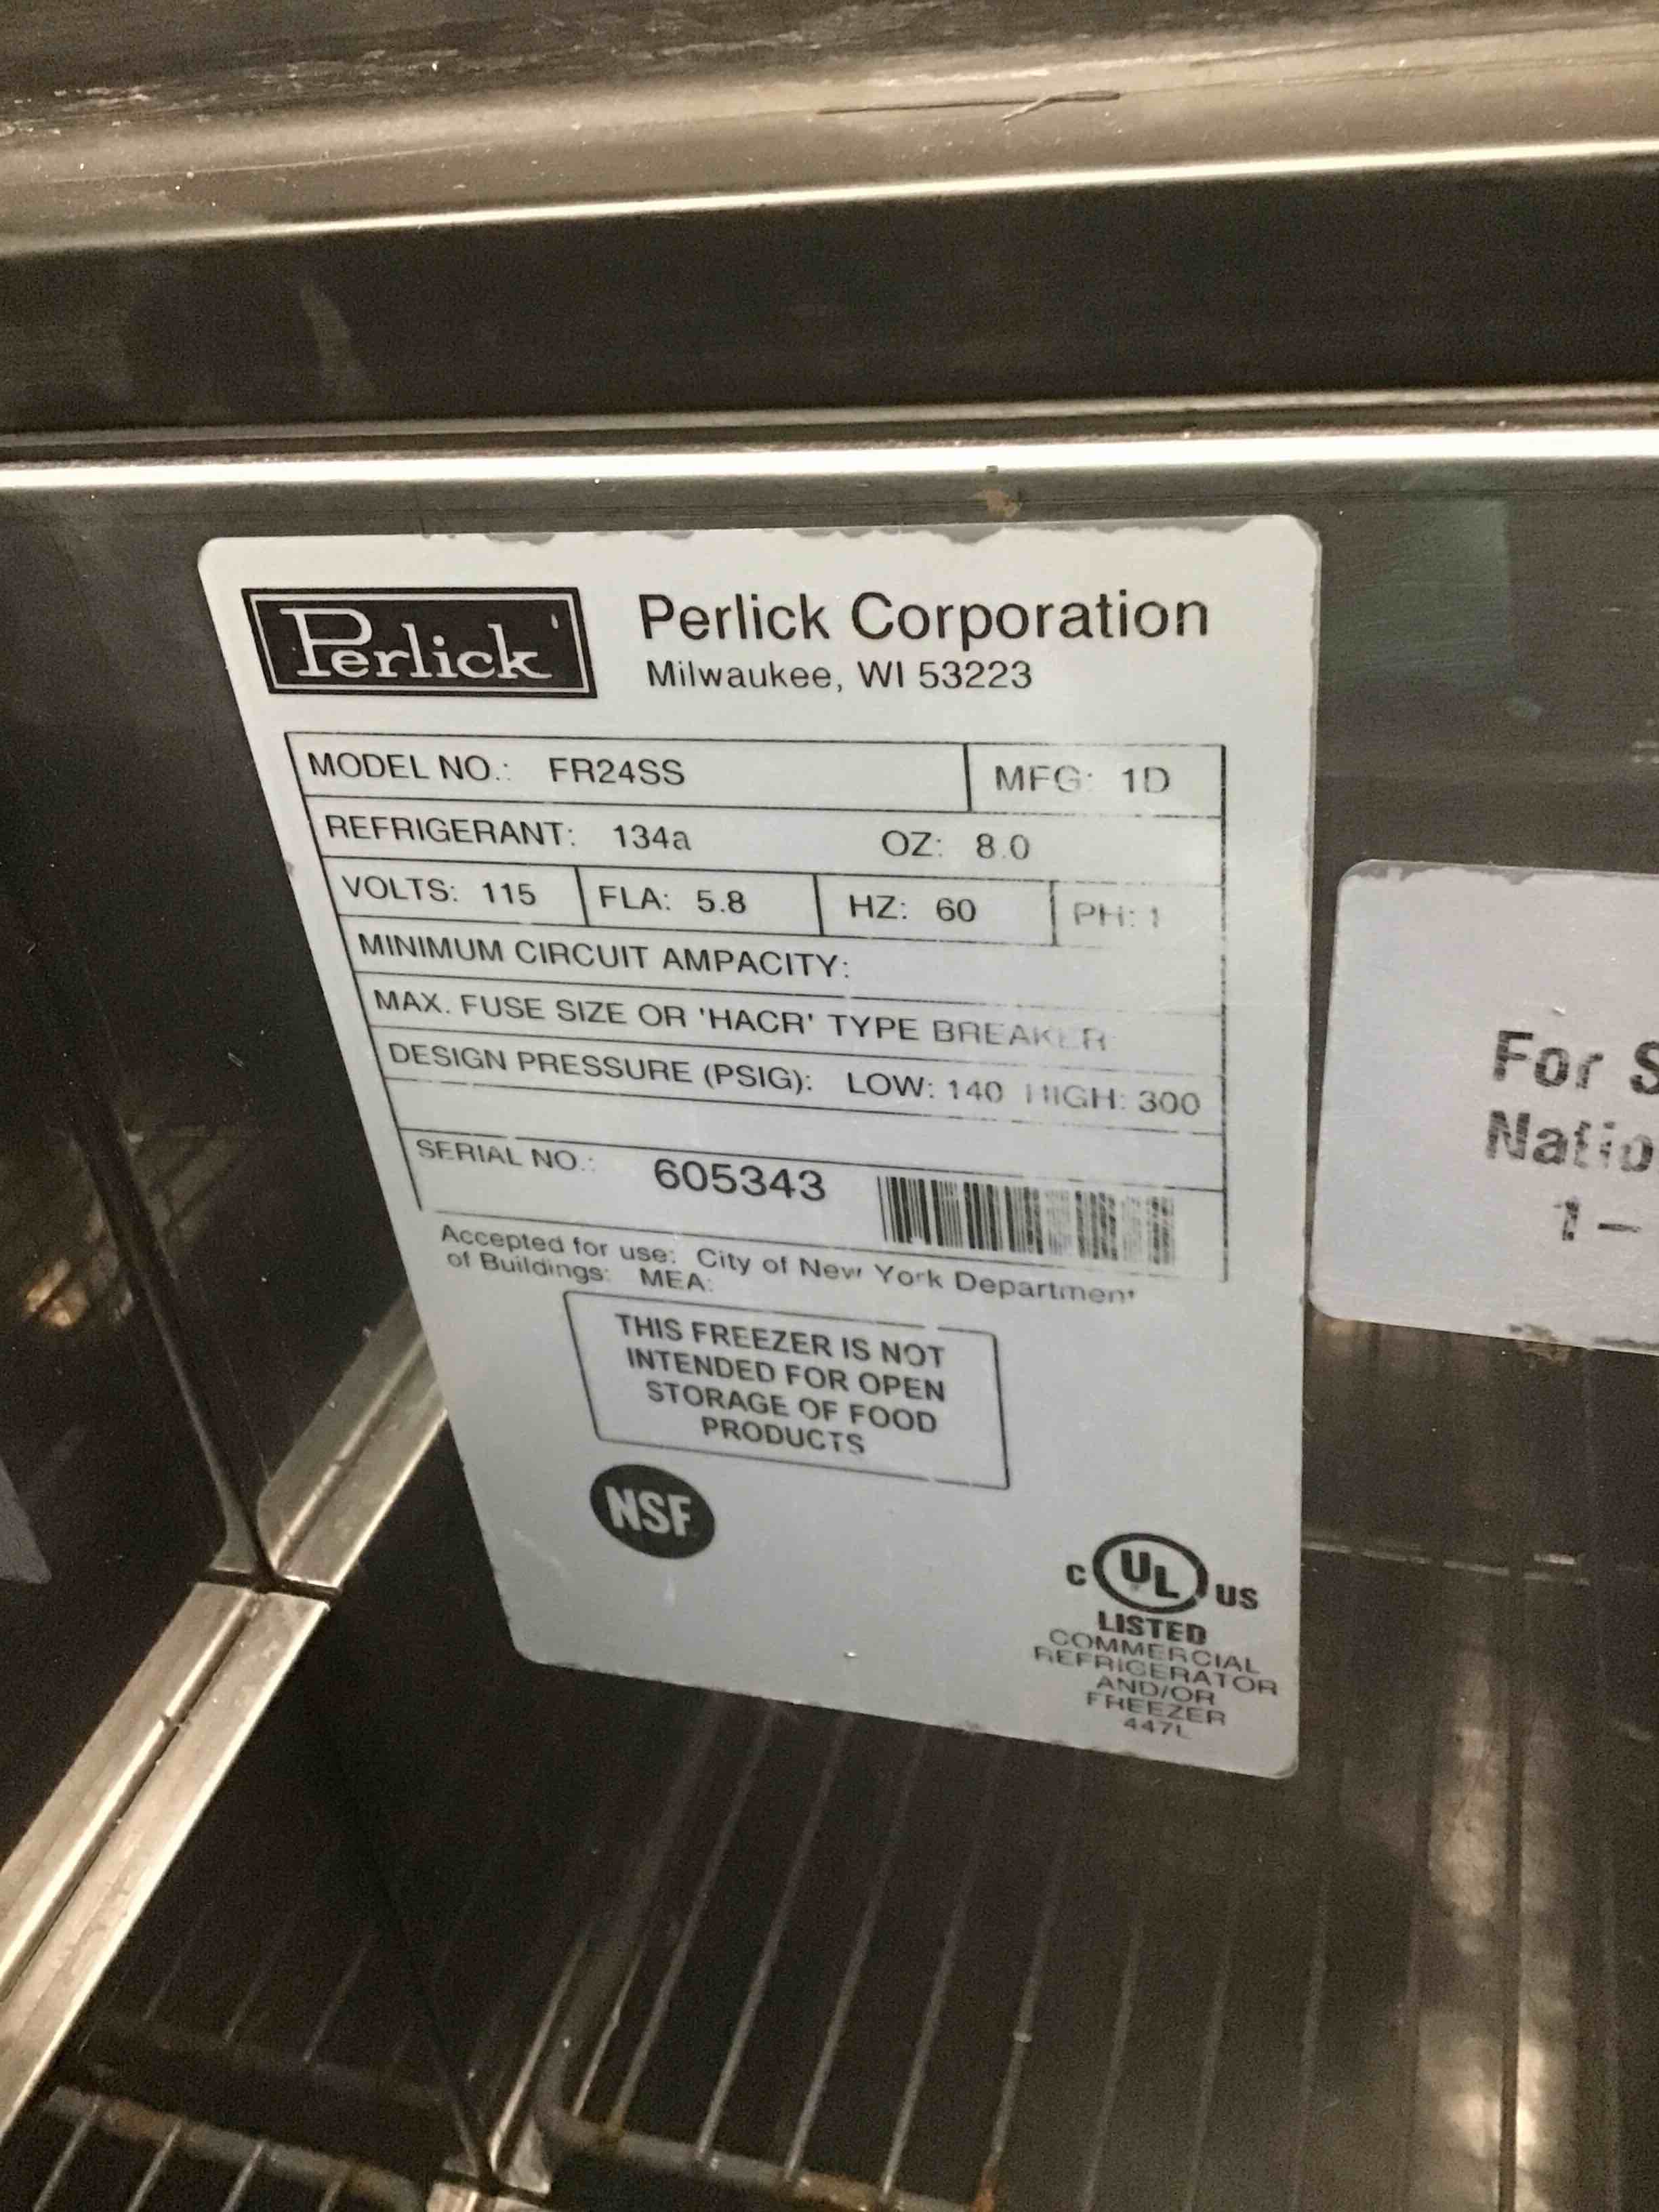 Perlick
Perlick Corporation
Milwaukee, WI 53223
MODEL NO.: FR24SS MFG: 1D
REFRIGERANT: 134a OZ: 8.0
VOLTS: 115 FLA: 5.8 HZ: 60 PH: 1
MINIMUM CIRCUIT AMPACITY:
MAX. FUSE SIZE OR 'HACR' TYPE BREAKER
DESIGN PRESSURE (PSIG): LOW: 140 HIGH: 300
SERIAL NO.: 605343
Accepted for use: City of New York Department
of Buildings: MEA:
THIS FREEZER IS NOT
INTENDED FOR OPEN
STORAGE OF FOOD
PRODUCTS
NSF
C UL US
LISTED
COMMERCIAL
REFRIGERATOR
AND/OR
FREEZER
447L
For S
Natio
1-